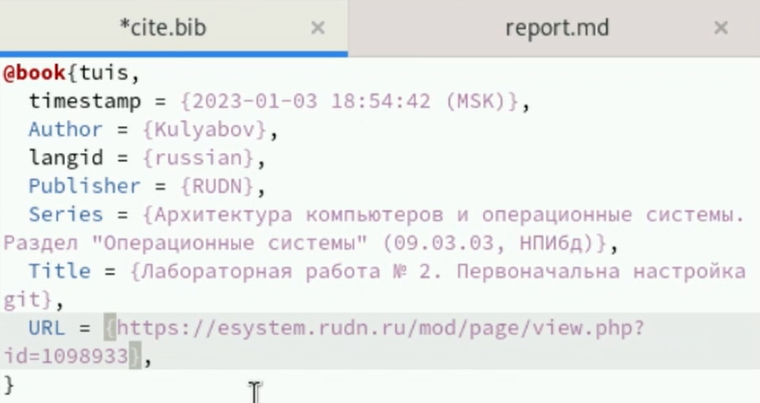 *cite.bib ×
report.md ×
@book{tuis,
timestamp = {2023-01-03 18:54:42 (MSK)},
Author = {Kulyabov},
langid = {russian},
Publisher = {RUDN},
Series = {Архитектура компьютеров и операционные системы.
Раздел "Операционные системы" (09.03.03, НПИбд)},
Title = {Лабораторная работа № 2. Первоначальна настройка
git},
URL = {https://esystem.rudn.ru/mod/page/view.php?
id=1098933},
}